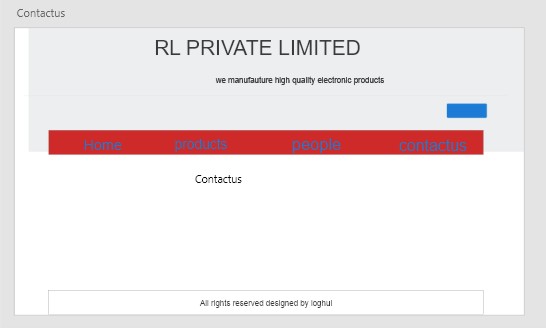 Contactus
RL PRIVATE LIMITED
we manufauture high quality electronic products
Home products people contactus
Contactus
All rights reserved designed by loghui